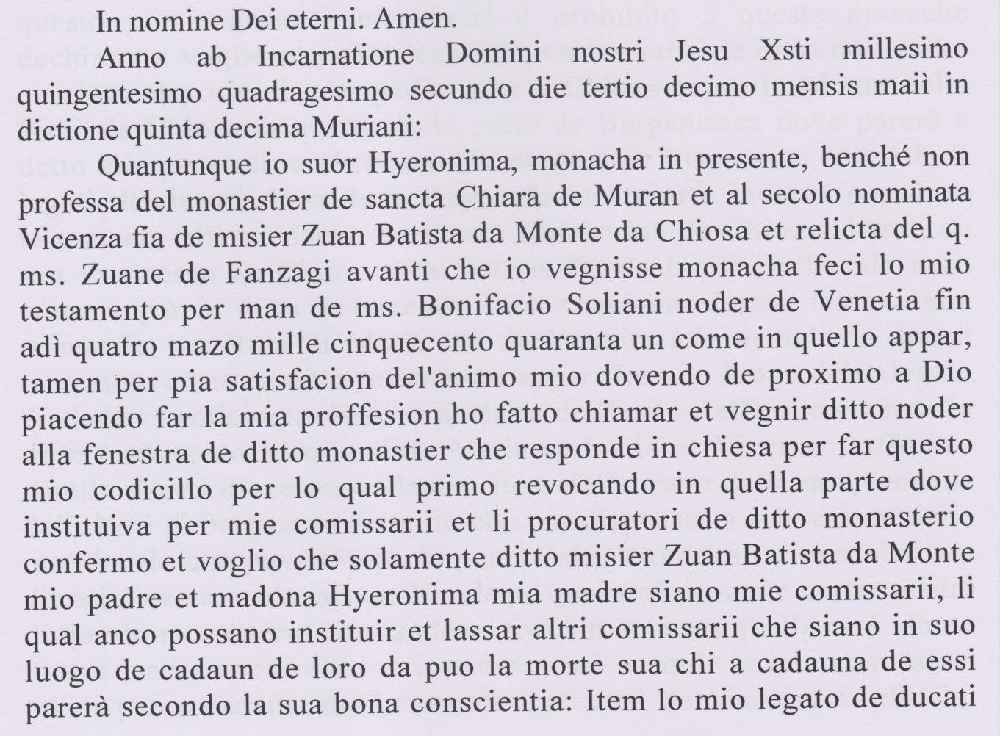 In nomine Dei eterni. Amen.
Anno ab Incarnatione Domini nostri Jesu Xsti millesimo
quingentesimo quadragesimo secundo die tertio decimo mensis maiì in
dictione quinta decima Muriani:
Quantunque io suor Hyeronima, monacha in presente, benché non
professa del monastier de sancta Chiara de Muran et al secolo nominata
Vicenza fia de misier Zuan Batista da Monte da Chiosa et relicta del q.
ms. Zuane de Fanzagi avanti che io vegnisse monacha feci lo mio
testamento per man de ms. Bonifacio Soliani noder de Venetia fin
adi quatro mazo mille cinquecento quaranta un come in quello appar,
tamen per pia satisfacion del'animo mio dovendo de proximo a Dio
piacendo far la mia proffesion ho fatto chiamar et vegnir ditto noder
alla fenestra de ditto monastier che responde in chiesa per far questo
mio codicillo per lo qual primo revocando in quella parte dove
instituiva per mie comissarii et li procuratori de ditto monasterio
confermo et voglio che solamente ditto misier Zuan Batista da Monte
mio padre et madona Hyeronima mia madre siano mie comissarii, li
qual anco possano instituir et lassar altri comissarii che siano in suo
luogo de cadaun de loro da puo la morte sua chi a cadauna de essi
parerà secondo la sua bona conscientia. Item lo mio legato de ducati